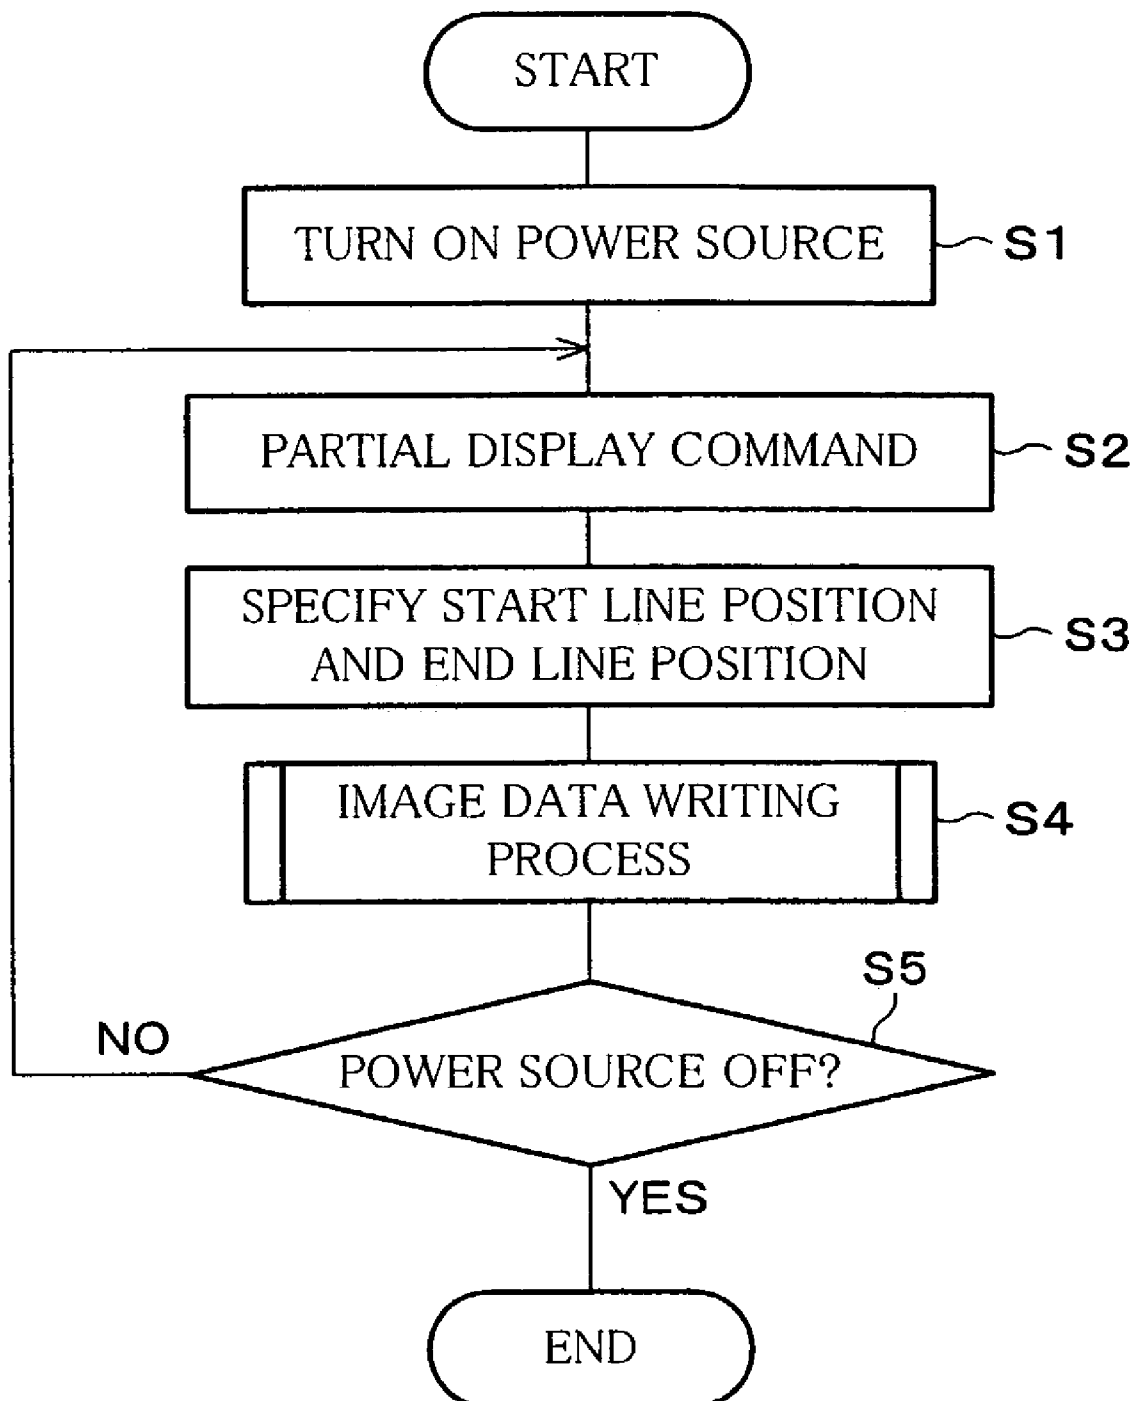 START
TURN ON POWER SOURCE
S1
PARTIAL DISPLAY COMMAND
S2
SPECIFY START LINE POSITION
AND END LINE POSITION
S3
IMAGE DATA WRITING
PROCESS
S4
S5
NO
POWER SOURCE OFF?
YES
END